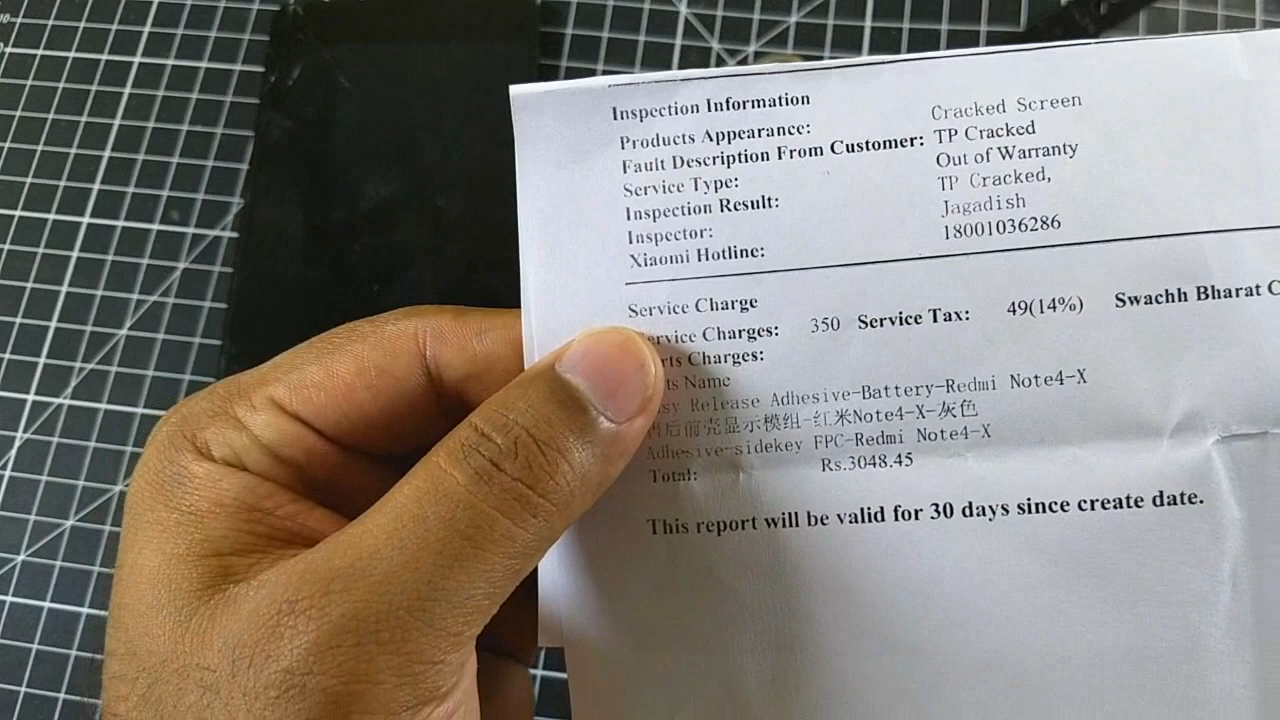 Inspection Information
Products Appearance: Cracked Screen
Fault Description From Customer: TP Cracked
Service Type: Out of Warranty
Inspection Result: TP Cracked,
Inspector: Jagadish
Xiaomi Hotline: 18001036286
Service Charge
ervice Charges: 350 Service Tax: 49(14%) Swachh Bharat C
rts Charges:
ts Name
sy Release Adhesive-Battery-Redmi Note4-X
后前壳显示模组-红米Note4-X-灰色
Adhesive-sidekey FPC-Redmi Note4-X
Total: Rs.3048.45
This report will be valid for 30 days since create date.